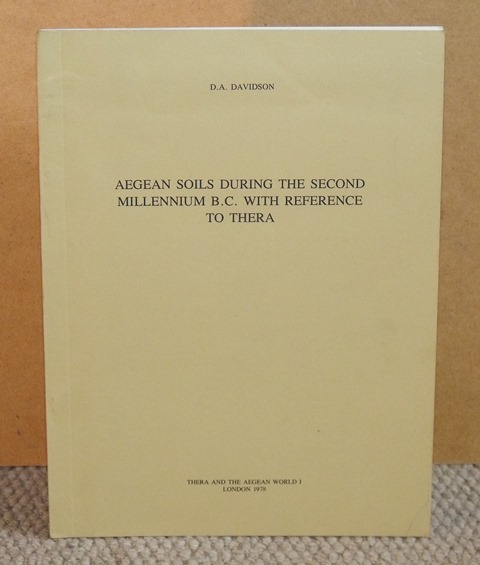 D.A. DAVIDSON
AEGEAN SOILS DURING THE SECOND
MILLENNIUM B.C. WITH REFERENCE
TO THERA
THERA AND THE AEGEAN WORLD I
LONDON 1978